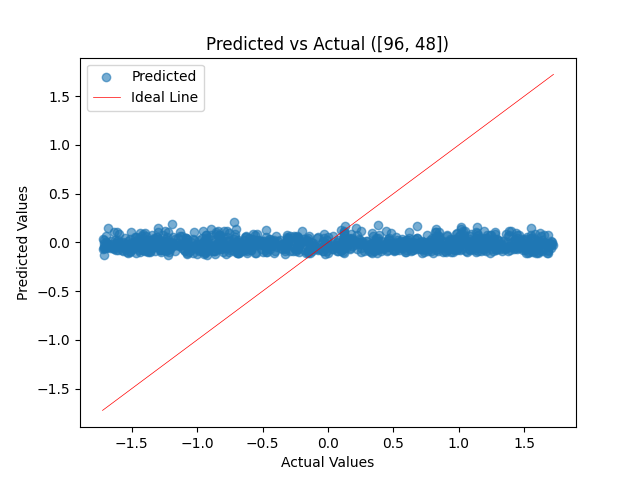 Predicted vs Actual ([96, 48])
Predicted
Ideal Line
1.5
1.0
0.5
0.0
−0.5
−1.0
−1.5
Predicted Values
−1.5 −1.0 −0.5 0.0 0.5 1.0 1.5
Actual Values